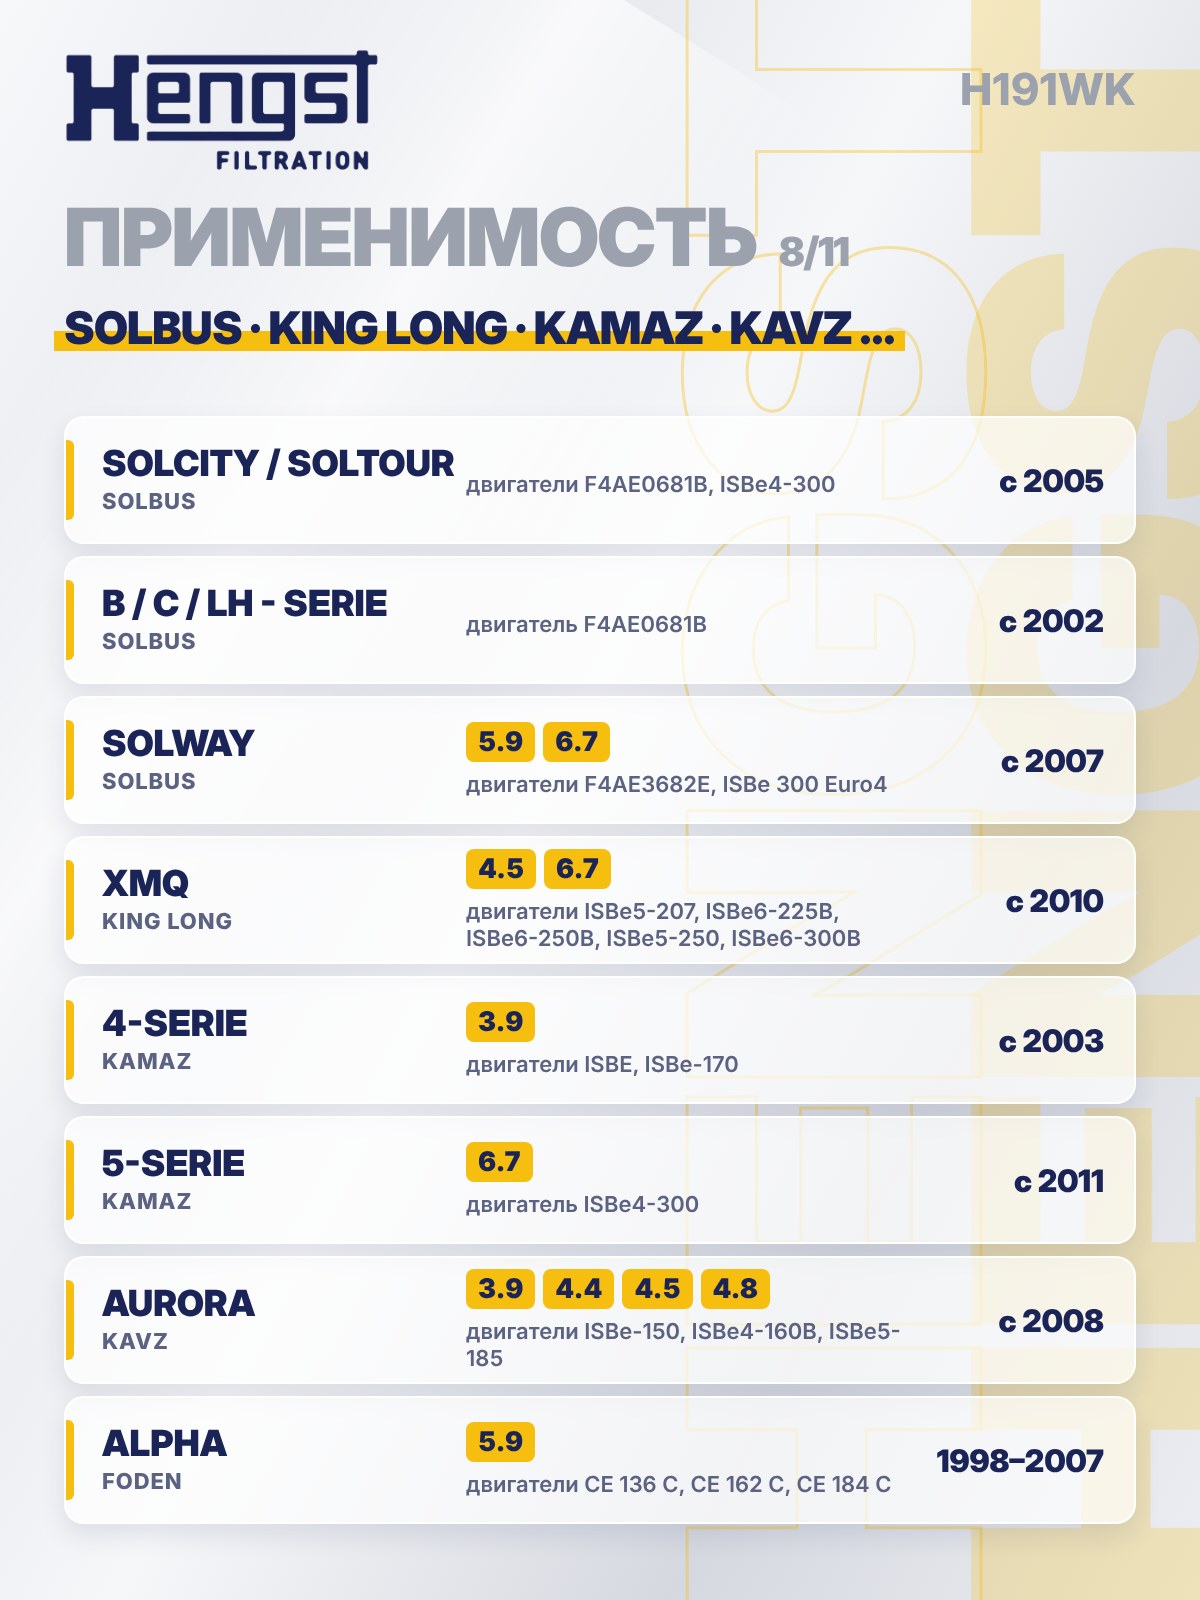 Hengst
FILTRATION
H191WK
ПРИМЕНИМОСТЬ 8/11
SOLBUS · KING LONG · KAMAZ · KAVZ ...
SOLCITY / SOLTOUR
SOLBUS
двигатели F4AE0681B, ISBe4-300
с 2005
B / C / LH - SERIE
SOLBUS
двигатель F4AE0681B
с 2002
SOLWAY
SOLBUS
5.9 6.7
двигатели F4AE3682E, ISBe 300 Euro4
с 2007
XMQ
KING LONG
4.5 6.7
двигатели ISBe5-207, ISBe6-225B,
ISBe6-250B, ISBe5-250, ISBe6-300B
с 2010
4-SERIE
KAMAZ
3.9
двигатели ISBE, ISBe-170
с 2003
5-SERIE
KAMAZ
6.7
двигатель ISBe4-300
с 2011
AURORA
KAVZ
3.9 4.4 4.5 4.8
двигатели ISBe-150, ISBe4-160B, ISBe5-
185
с 2008
ALPHA
FODEN
5.9
двигатели CE 136 C, CE 162 C, CE 184 C
1998–2007
HENGST
HENGST